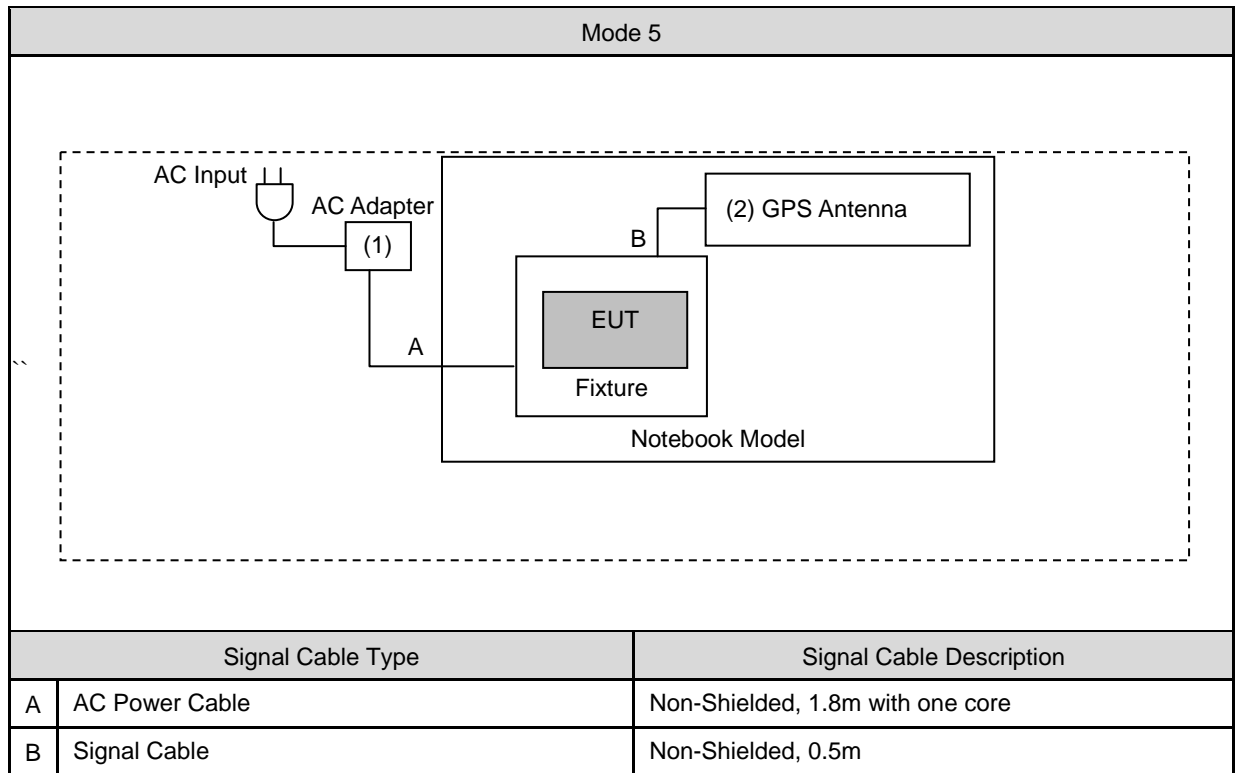 Mode 5
AC Input
AC Adapter
(1)
(2) GPS Antenna
B
EUT
A
``
Fixture
Notebook Model
Signal Cable Type Signal Cable Description
A AC Power Cable Non-Shielded, 1.8m with one core
B Signal Cable Non-Shielded, 0.5m